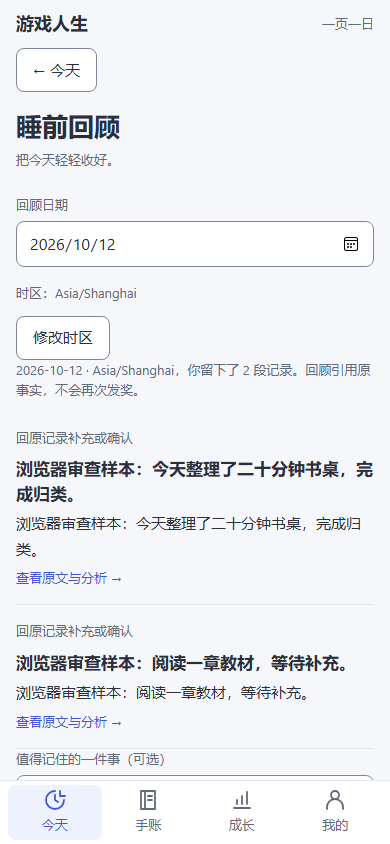 游戏人生
一页一日
← 今天
睡前回顾
把今天轻轻收好。
回顾日期
2026/10/12
时区：Asia/Shanghai
修改时区
2026-10-12 · Asia/Shanghai，你留下了 2 段记录。回顾引用原
事实，不会再次发奖。
回原记录补充或确认
浏览器审查样本：今天整理了二十分钟书桌，完
成归类。
浏览器审查样本：今天整理了二十分钟书桌，完成归
类。
查看原文与分析 →
回原记录补充或确认
浏览器审查样本：阅读一章教材，等待补充。
浏览器审查样本：阅读一章教材，等待补充。
查看原文与分析 →
值得记住的一件事（可选）
今天
手账
成长
我的